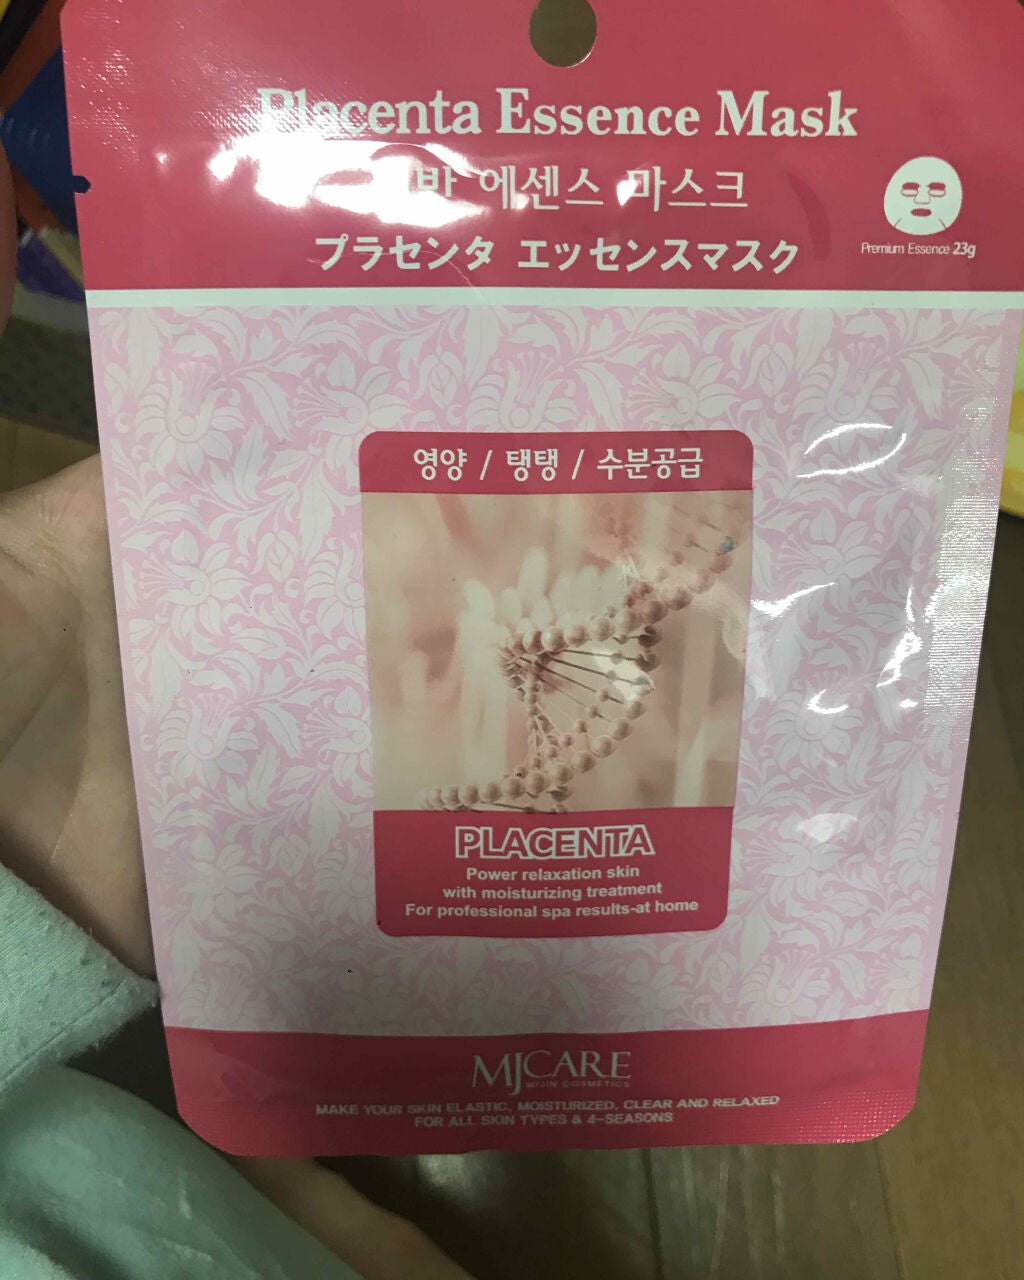 Placenta Essence Mask
에센스 마스크
プラセンタ エッセンスマスク
Premium Essence 23g
영양 / 탱탱 / 수분공급
PLACENTA
Power relaxation skin
with moisturizing treatment
For professional spa results-at home
MJCARE
MIJIN COSMETICS
MAKE YOUR SKIN ELASTIC, MOISTURIZED, CLEAR AND RELAXED
FOR ALL SKIN TYPES & 4-SEASONS